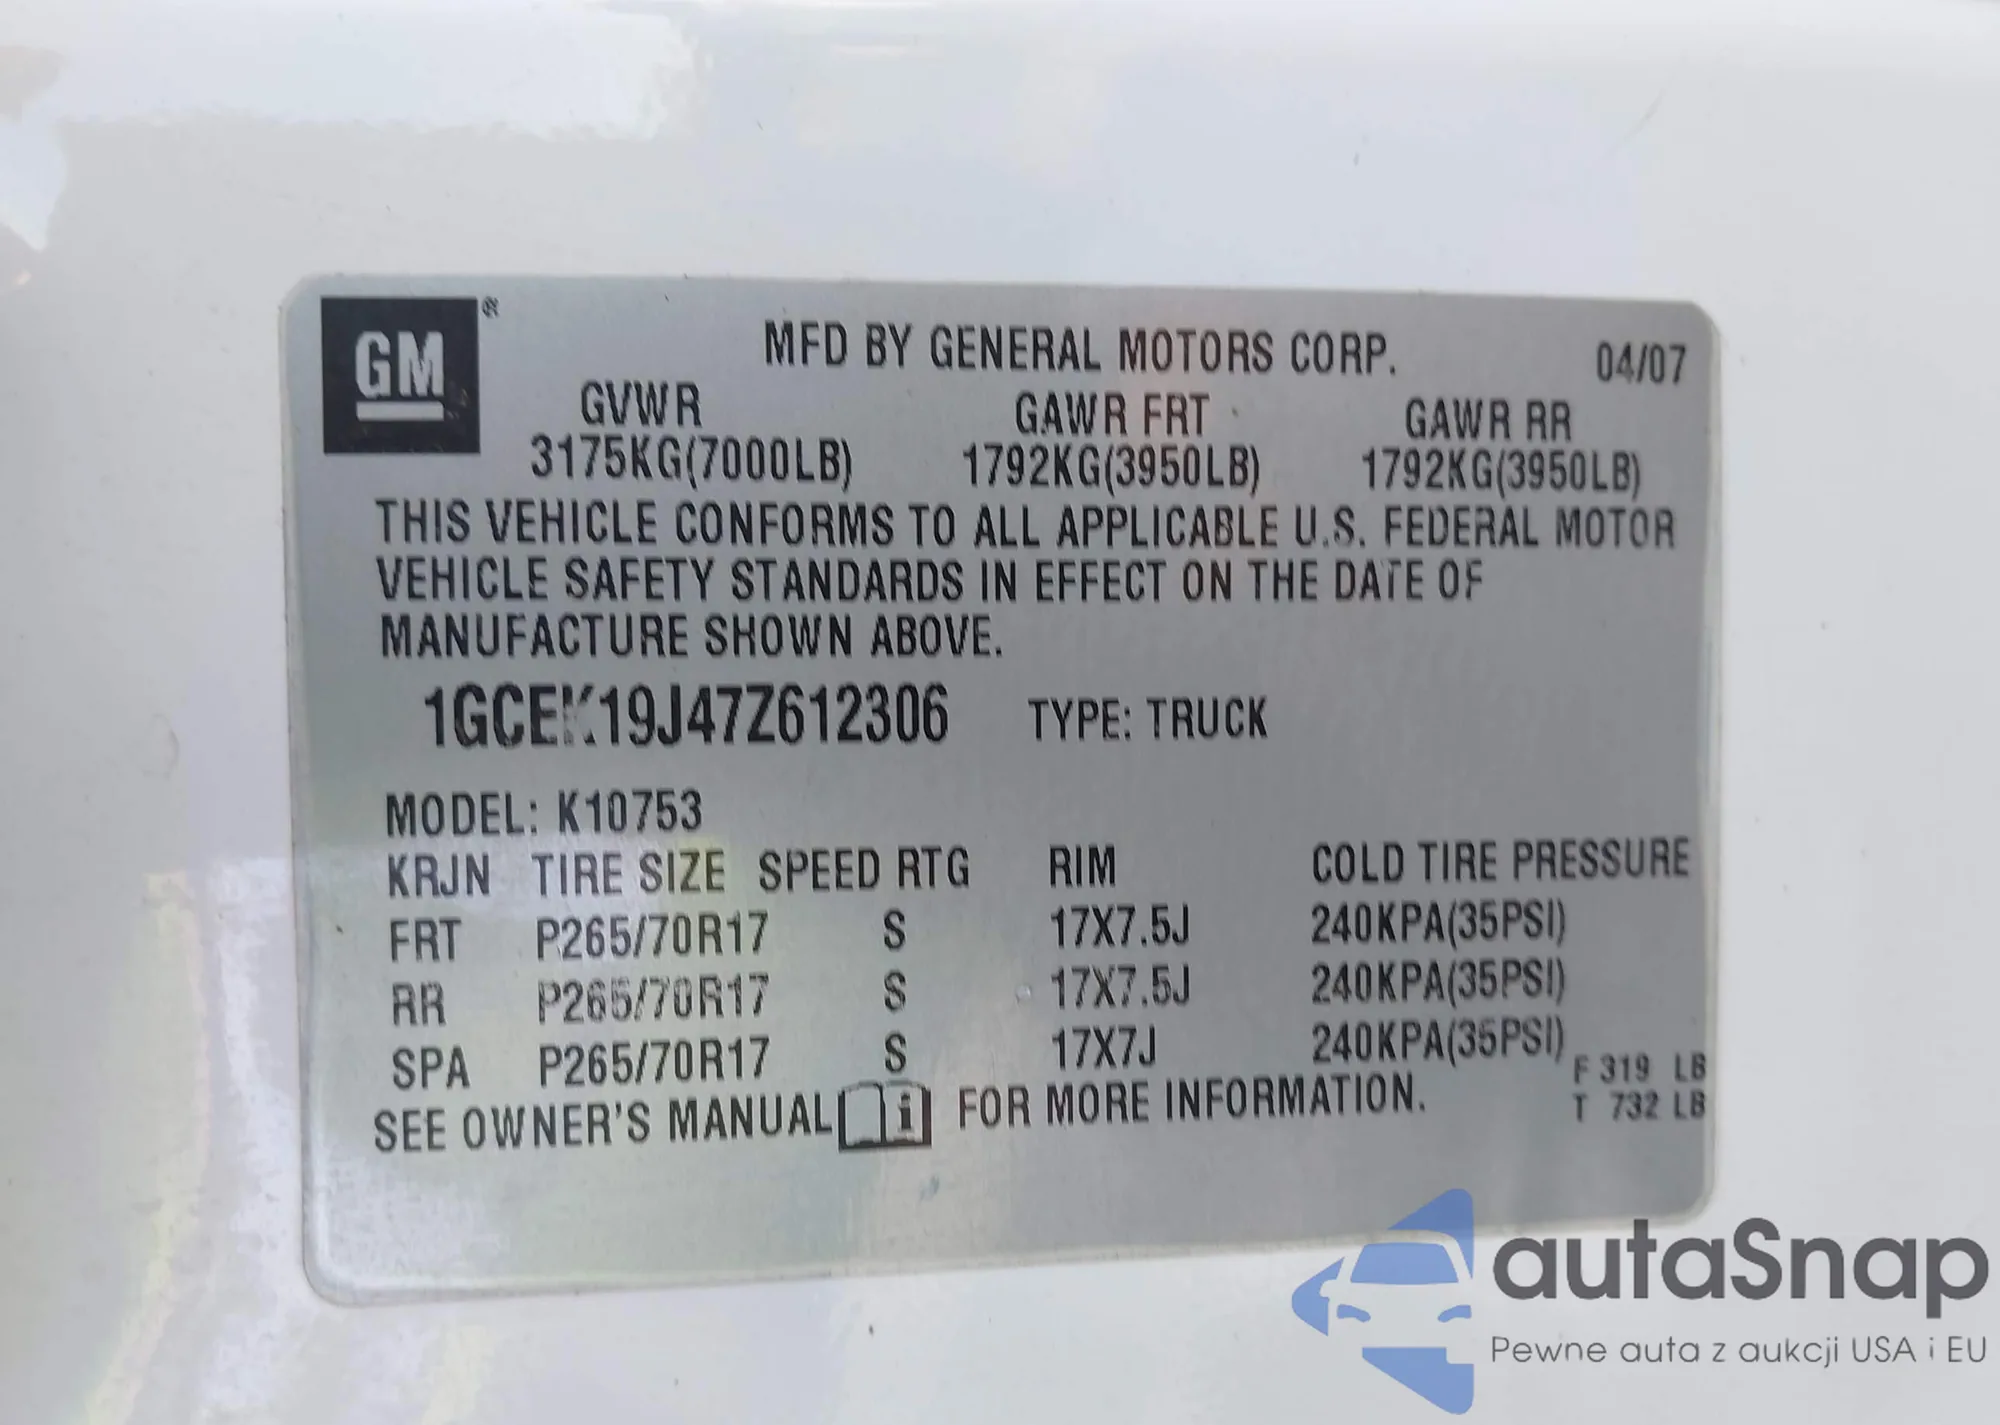 GM ®
MFD BY GENERAL MOTORS CORP. 04/07
GVWR GAWR FRT GAWR RR
3175KG(7000LB) 1792KG(3950LB) 1792KG(3950LB)
THIS VEHICLE CONFORMS TO ALL APPLICABLE U.S. FEDERAL MOTOR
VEHICLE SAFETY STANDARDS IN EFFECT ON THE DATE OF
MANUFACTURE SHOWN ABOVE.
1GCEK19J47Z612306 TYPE: TRUCK
MODEL: K10753
KRJN TIRE SIZE SPEED RTG RIM COLD TIRE PRESSURE
FRT P265/70R17 S 17X7.5J 240KPA(35PSI)
RR P265/70R17 S 17X7.5J 240KPA(35PSI)
SPA P265/70R17 S 17X7J 240KPA(35PSI)
F 319 LB
T 732 LB
SEE OWNER'S MANUAL i FOR MORE INFORMATION.
autaSnap
Pewne auta z aukcji USA i EU